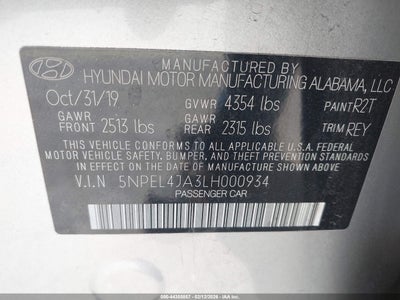 MANUFACTURED BY
HYUNDAI MOTOR MANUFACTURING ALABAMA, LLC
Oct/31/19 GVWR 4354 lbs PAINT R2T
GAWR FRONT 2513 lbs GAWR REAR 2315 lbs TRIM REY
THIS VEHICLE CONFORMS TO ALL APPLICABLE U.S. FEDERAL
MOTOR VEHICLE SAFETY, BUMPER, AND THEFT PREVENTION STANDARDS
IN EFFECT ON THE DATE OF MANUFACTURE SHOWN ABOVE.
V.I.N 5NPEL4JA3LH000934
PASSENGER CAR